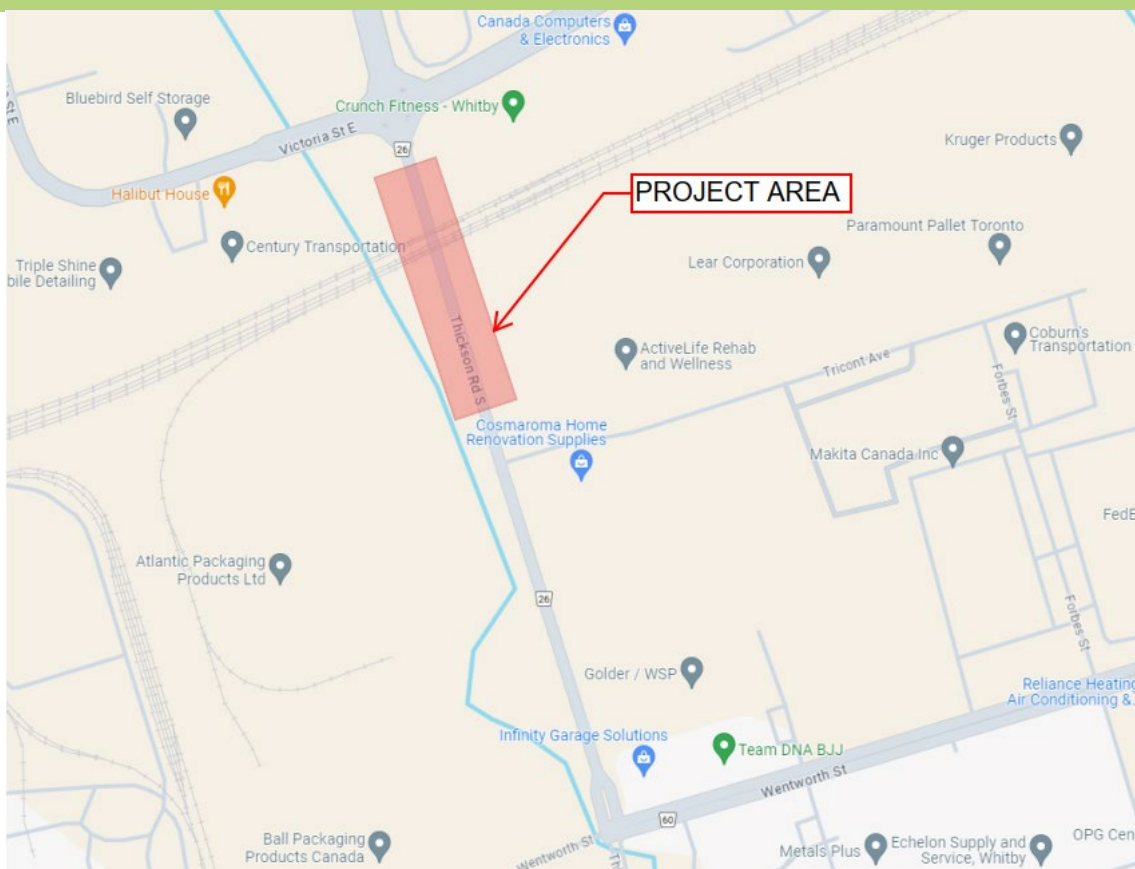 Canada Computers
& Electronics
Bluebird Self Storage
Crunch Fitness - Whitby
St E
Victoria St E
26
Kruger Products
Halibut House
PROJECT AREA
Paramount Pallet Toronto
Century Transportation
Triple Shine
bile Detailing
Lear Corporation
Thickson Rd S
Coburn's
Transportation
ActiveLife Rehab
and Wellness
Tricont Ave
Forbes St
Cosmaroma Home
Renovation Supplies
Makita Canada Inc
FedE
Atlantic Packaging
Products Ltd
26
Forbes St
Golder / WSP
Reliance Heating
Air Conditioning &
Infinity Garage Solutions
Team DNA BJJ
Wentworth St
60
Ball Packaging
Products Canada
Wentworth St
Th
Metals Plus
Echelon Supply and
Service, Whitby
OPG Cen